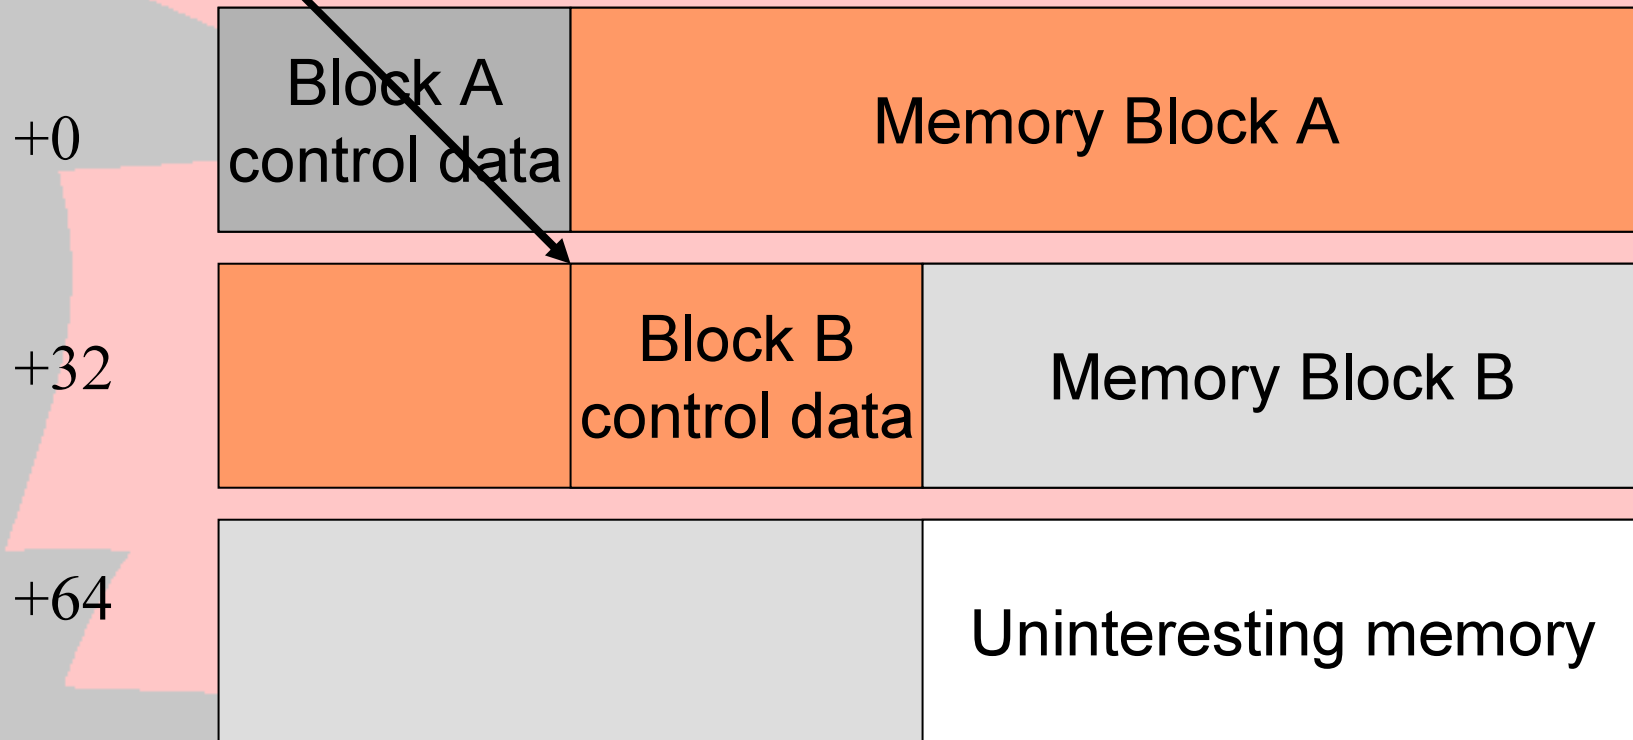 +0
Block A
control data
Memory Block A
+32
Block B
control data
Memory Block B
+64
Uninteresting memory